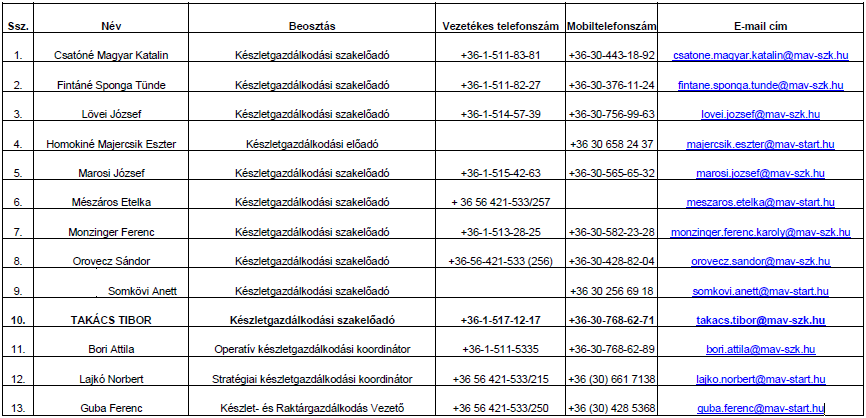 Ssz. Név Beosztás Vezetékes telefonszám Mobiltelefonszám E-mail cím
1. Csatóné Magyar Katalin Készletgazdálkodási szakelőadó +36-1-511-83-81 +36-30-443-18-92 csatone.magyar.katalin@mav-szk.hu
2. Fintáné Sponga Tünde Készletgazdálkodási szakelőadó +36-1-511-82-27 +36-30-376-11-24 fintane.sponga.tunde@mav-szk.hu
3. Lövei József Készletgazdálkodási szakelőadó +36-1-514-57-39 +36-30-756-99-63 lovei.jozsef@mav-szk.hu
4. Homokiné Majercsik Eszter Készletgazdálkodási előadó +36 30 658 24 37 majercsik.eszter@mav-start.hu
5. Marosi József Készletgazdálkodási szakelőadó +36-1-515-42-63 +36-30-565-65-32 marosi.jozsef@mav-szk.hu
6. Mészáros Etelka Készletgazdálkodási szakelőadó + 36 56 421-533/257 meszaros.etelka@mav-start.hu
7. Monzinger Ferenc Készletgazdálkodási szakelőadó +36-1-513-28-25 +36-30-582-23-28 monzinger.ferenc.karoly@mav-szk.hu
8. Orovecz Sándor Készletgazdálkodási szakelőadó +36-56-421-533 (256) +36-30-428-82-04 orovecz.sandor@mav-szk.hu
9. Somkövi Anett Készletgazdálkodási szakelőadó +36 30 256 69 18 somkovi.anett@mav-start.hu
10. TAKÁCS TIBOR Készletgazdálkodási szakelőadó +36-1-517-12-17 +36-30-768-62-71 takacs.tibor@mav-szk.hu
11. Bori Attila Operatív készletgazdálkodási koordinátor +36-1-511-5335 +36-30-768-62-89 bori.attila@mav-szk.hu
12. Lajkó Norbert Stratégiai készletgazdálkodási koordinátor +36 56 421-533/215 +36 (30) 661 7138 lajko.norbert@mav-start.hu
13. Guba Ferenc Készlet- és Raktárgazdálkodás Vezető +36 56 421-533/250 +36 (30) 428 5368 guba.ferenc@mav-start.hu